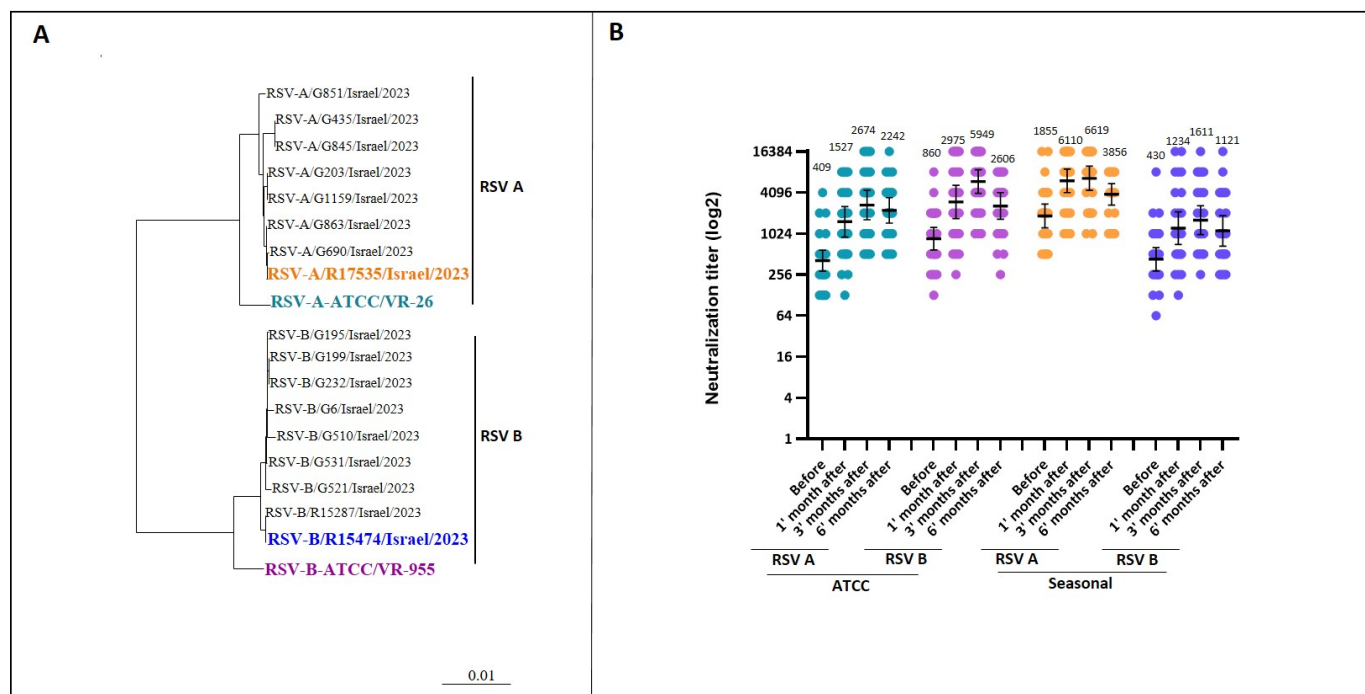 A
RSV-A/G851/Israel/2023
RSV-A/G435/Israel/2023
RSV-A/G845/Israel/2023
RSV-A/G203/Israel/2023
RSV-A/G1159/Israel/2023
RSV-A/G863/Israel/2023
RSV-A/G690/Israel/2023
RSV-A/R17535/Israel/2023
RSV-A-ATCC/VR-26
RSV A
RSV-B/G195/Israel/2023
RSV-B/G199/Israel/2023
RSV-B/G232/Israel/2023
RSV-B/G6/Israel/2023
RSV-B/G510/Israel/2023
RSV-B/G531/Israel/2023
RSV-B/G521/Israel/2023
RSV-B/R15287/Israel/2023
RSV-B/R15474/Israel/2023
RSV-B-ATCC/VR-955
RSV B
0.01
B
Neutralization titer (log2)
16384
4096
1024
256
64
16
4
1
409
1527
2674
2242
860
2975
5949
2606
1855
6110
6619
3856
430
1234
1611
1121
Before
1' month after
3' months after
6' months after
Before
1' month after
3' months after
6' months after
Before
1' month after
3' months after
6' months after
Before
1' month after
3' months after
6' months after
RSV A
RSV B
RSV A
RSV B
ATCC
Seasonal